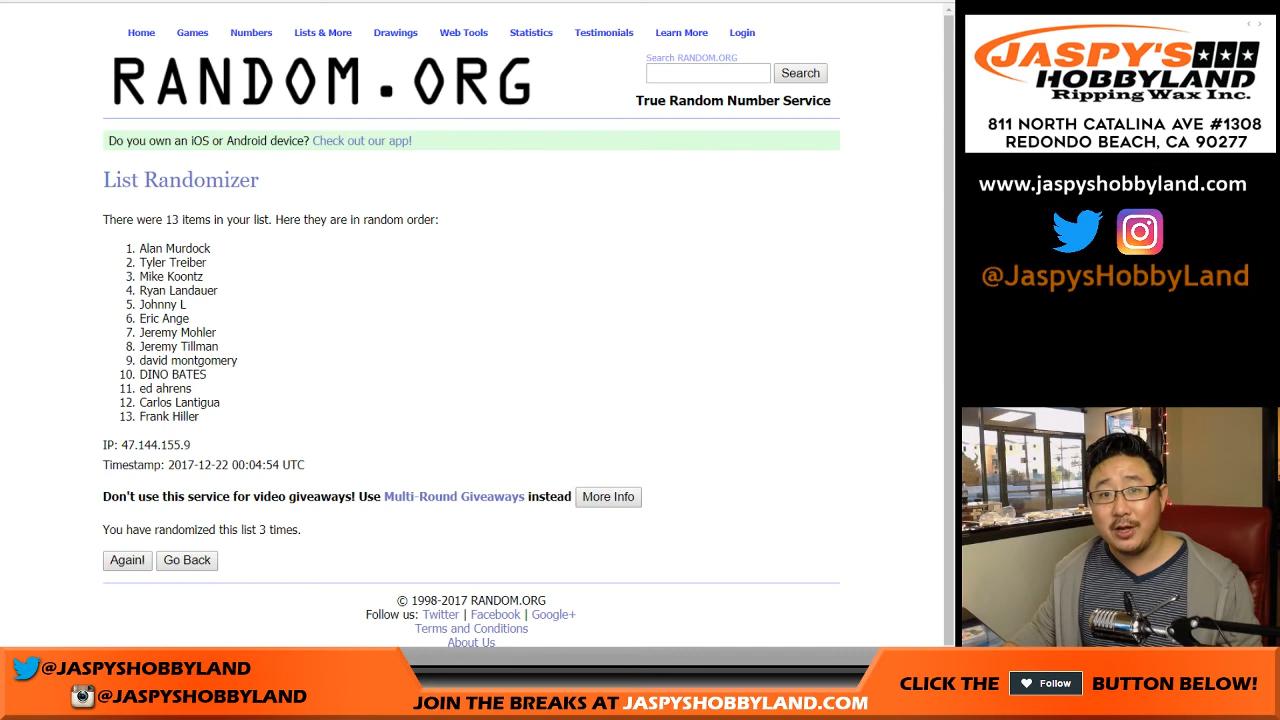 Home Games Numbers Lists & More Drawings Web Tools Statistics Testimonials Learn More Login
RANDOM.ORG
Search RANDOM.ORG
Search
True Random Number Service
Do you own an iOS or Android device? Check out our app!
List Randomizer
There were 13 items in your list. Here they are in random order:
1. Alan Murdock
2. Tyler Treiber
3. Mike Koontz
4. Ryan Landauer
5. Johnny L
6. Eric Ange
7. Jeremy Mohler
8. Jeremy Tillman
9. david montgomery
10. DINO BATES
11. ed ahrens
12. Carlos Lantigua
13. Frank Hiller
IP: 47.144.155.9
Timestamp: 2017-12-22 00:04:54 UTC
Don't use this service for video giveaways! Use Multi-Round Giveaways instead More Info
You have randomized this list 3 times.
Again! Go Back
© 1998-2017 RANDOM.ORG
Follow us: Twitter | Facebook | Google+
Terms and Conditions
About Us
JASPY'S
HOBBYLAND
Ripping Wax Inc.
811 NORTH CATALINA AVE #1308
REDONDO BEACH, CA 90277
www.jaspyshobbyland.com
@JaspysHobbyLand
@JASPYSHOBBYLAND
@JASPYSHOBBYLAND
JOIN THE BREAKS AT JASPYSHOBBYLAND.COM
CLICK THE Follow BUTTON BELOW!